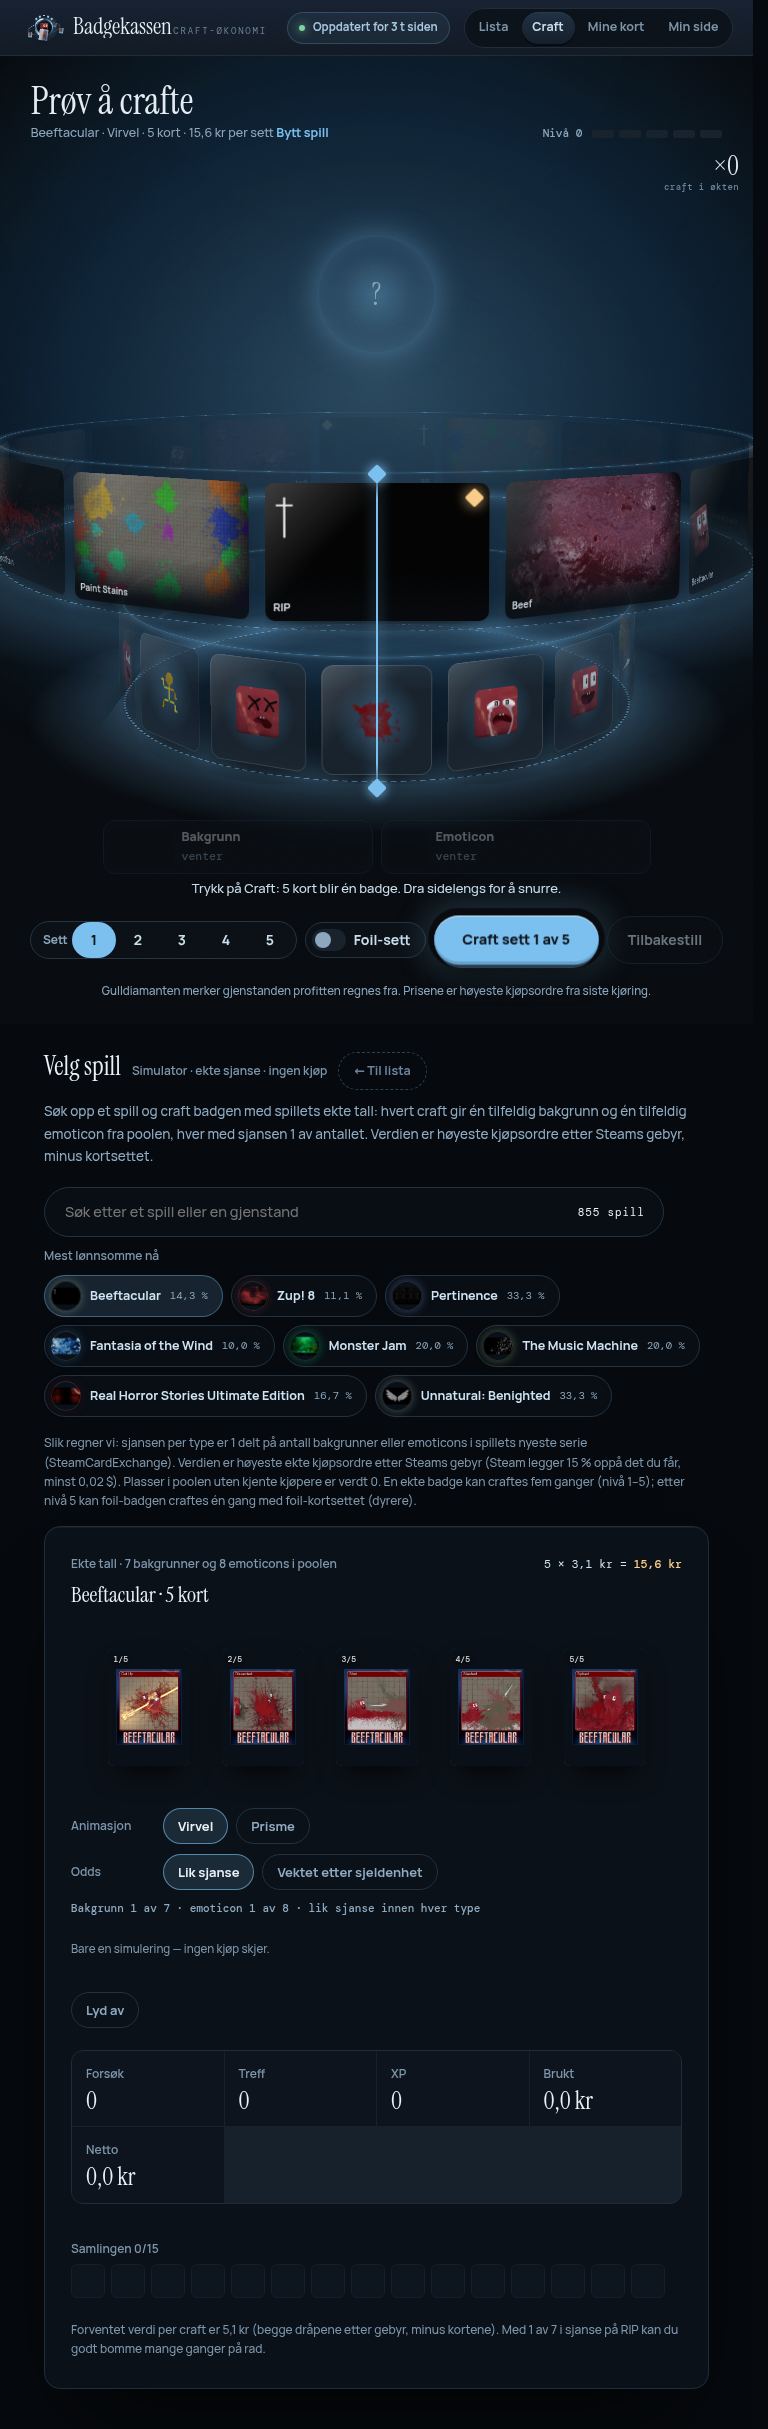 Badgekassen CRAFT-ØKONOMI
Oppdatert for 3 t siden
Lista Craft Mine kort Min side
Prøv å crafte
Beeftacular · Virvel · 5 kort · 15,6 kr per sett Bytt spill
Nivå 0
×0
craft i økten
?
Paint Stains
RIP
Beef
Beeftacular
Bakgrunn
venter
Emoticon
venter
Trykk på Craft: 5 kort blir én badge. Dra sidelengs for å snurre.
Sett 1 2 3 4 5
Foil-sett
Craft sett 1 av 5
Tilbakestill
Gulldiamanten merker gjenstanden profitten regnes fra. Prisene er høyeste kjøpsordre fra siste kjøring.
Velg spill
Simulator · ekte sjanse · ingen kjøp
← Til lista
Søk opp et spill og craft badgen med spillets ekte tall: hvert craft gir én tilfeldig bakgrunn og én tilfeldig
emoticon fra poolen, hver med sjansen 1 av antallet. Verdien er høyeste kjøpsordre etter Steams gebyr,
minus kortsettet.
Søk etter et spill eller en gjenstand
855 spill
Mest lønnsomme nå
Beeftacular 14,3 %
Zup! 8 11,1 %
Pertinence 33,3 %
Fantasia of the Wind 10,0 %
Monster Jam 20,0 %
The Music Machine 20,0 %
Real Horror Stories Ultimate Edition 16,7 %
Unnatural: Benighted 33,3 %
Slik regner vi: sjansen per type er 1 delt på antall bakgrunner eller emoticons i spillets nyeste serie
(SteamCardExchange). Verdien er høyeste kjøpsordre etter Steams gebyr (Steam legger 15 % oppå det du får,
minst 0,02 $). Plasser i poolen uten kjente kjøpere er verdt 0. En ekte badge kan craftes fem ganger (nivå 1–5); etter
nivå 5 kan foil-badgen craftes én gang med foil-kortsettet (dyrere).
Ekte tall · 7 bakgrunner og 8 emoticons i poolen
5 × 3,1 kr = 15,6 kr
Beeftacular · 5 kort
1/5 2/5 3/5 4/5 5/5
BEEFTACULAR BEEFTACULAR BEEFTACULAR BEEFTACULAR BEEFTACULAR
Animasjon Virvel Prisme
Odds Lik sjanse Vektet etter sjeldenhet
Bakgrunn 1 av 7 · emoticon 1 av 8 · lik sjanse innen hver type
Bare en simulering — ingen kjøp skjer.
Lyd av
Forsøk
0
Treff
0
XP
0
Brukt
0,0 kr
Netto
0,0 kr
Samlingen 0/15
Forventet verdi per craft er 5,1 kr (begge dråpene etter gebyr, minus kortene). Med 1 av 7 i sjanse på RIP kan du
godt bomme mange ganger på rad.